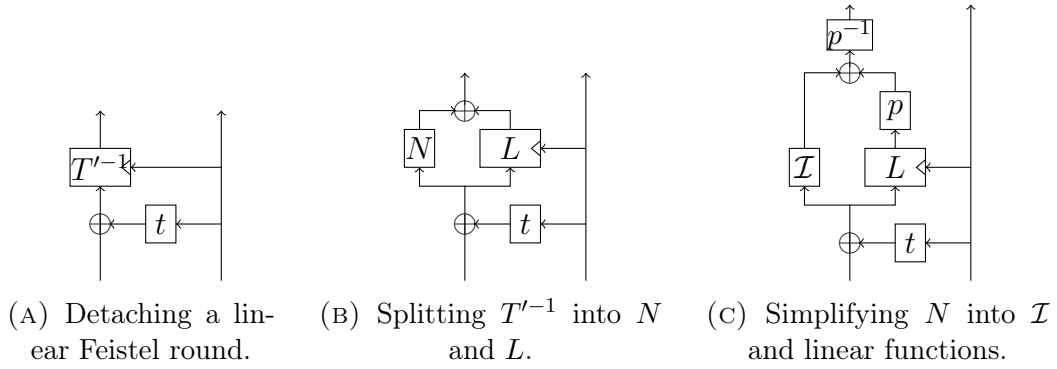 p⁻¹
p
T′⁻¹
N
L
I
L
t
t
t
(A) Detaching a lin-
ear Feistel round.
(B) Splitting T′⁻¹ into N
and L.
(C) Simplifying N into I
and linear functions.